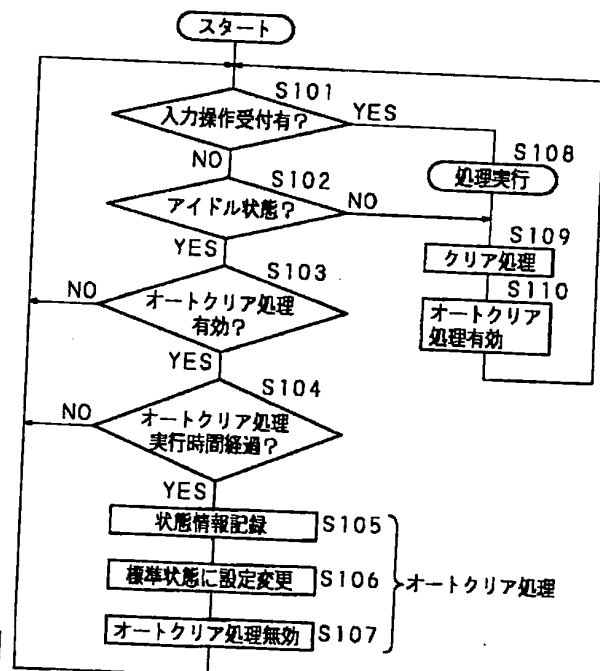 スタート
S101
入力操作受付有?
YES
NO
S102
アイドル状態?
NO
YES
S108
処理実行
S109
クリア処理
S110
オートクリア
処理有効
S103
オートクリア処理
有効?
NO
YES
S104
オートクリア処理
実行時間経過?
NO
YES
状態情報記録
S105
標準状態に設定変更
S106
オートクリア処理無効
S107
オートクリア処理